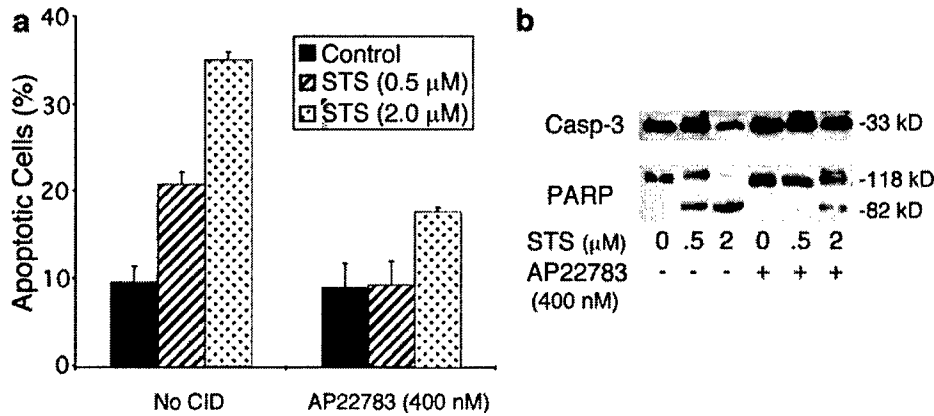 a
40
30
20
10
0
Apoptotic Cells (%)
Control
STS (0.5 μM)
STS (2.0 μM)
No CID
AP22783 (400 nM)
b
Casp-3
-33 kD
PARP
-118 kD
-82 kD
STS (μM) 0 .5 2 0 .5 2
AP22783 - - - + + +
(400 nM)